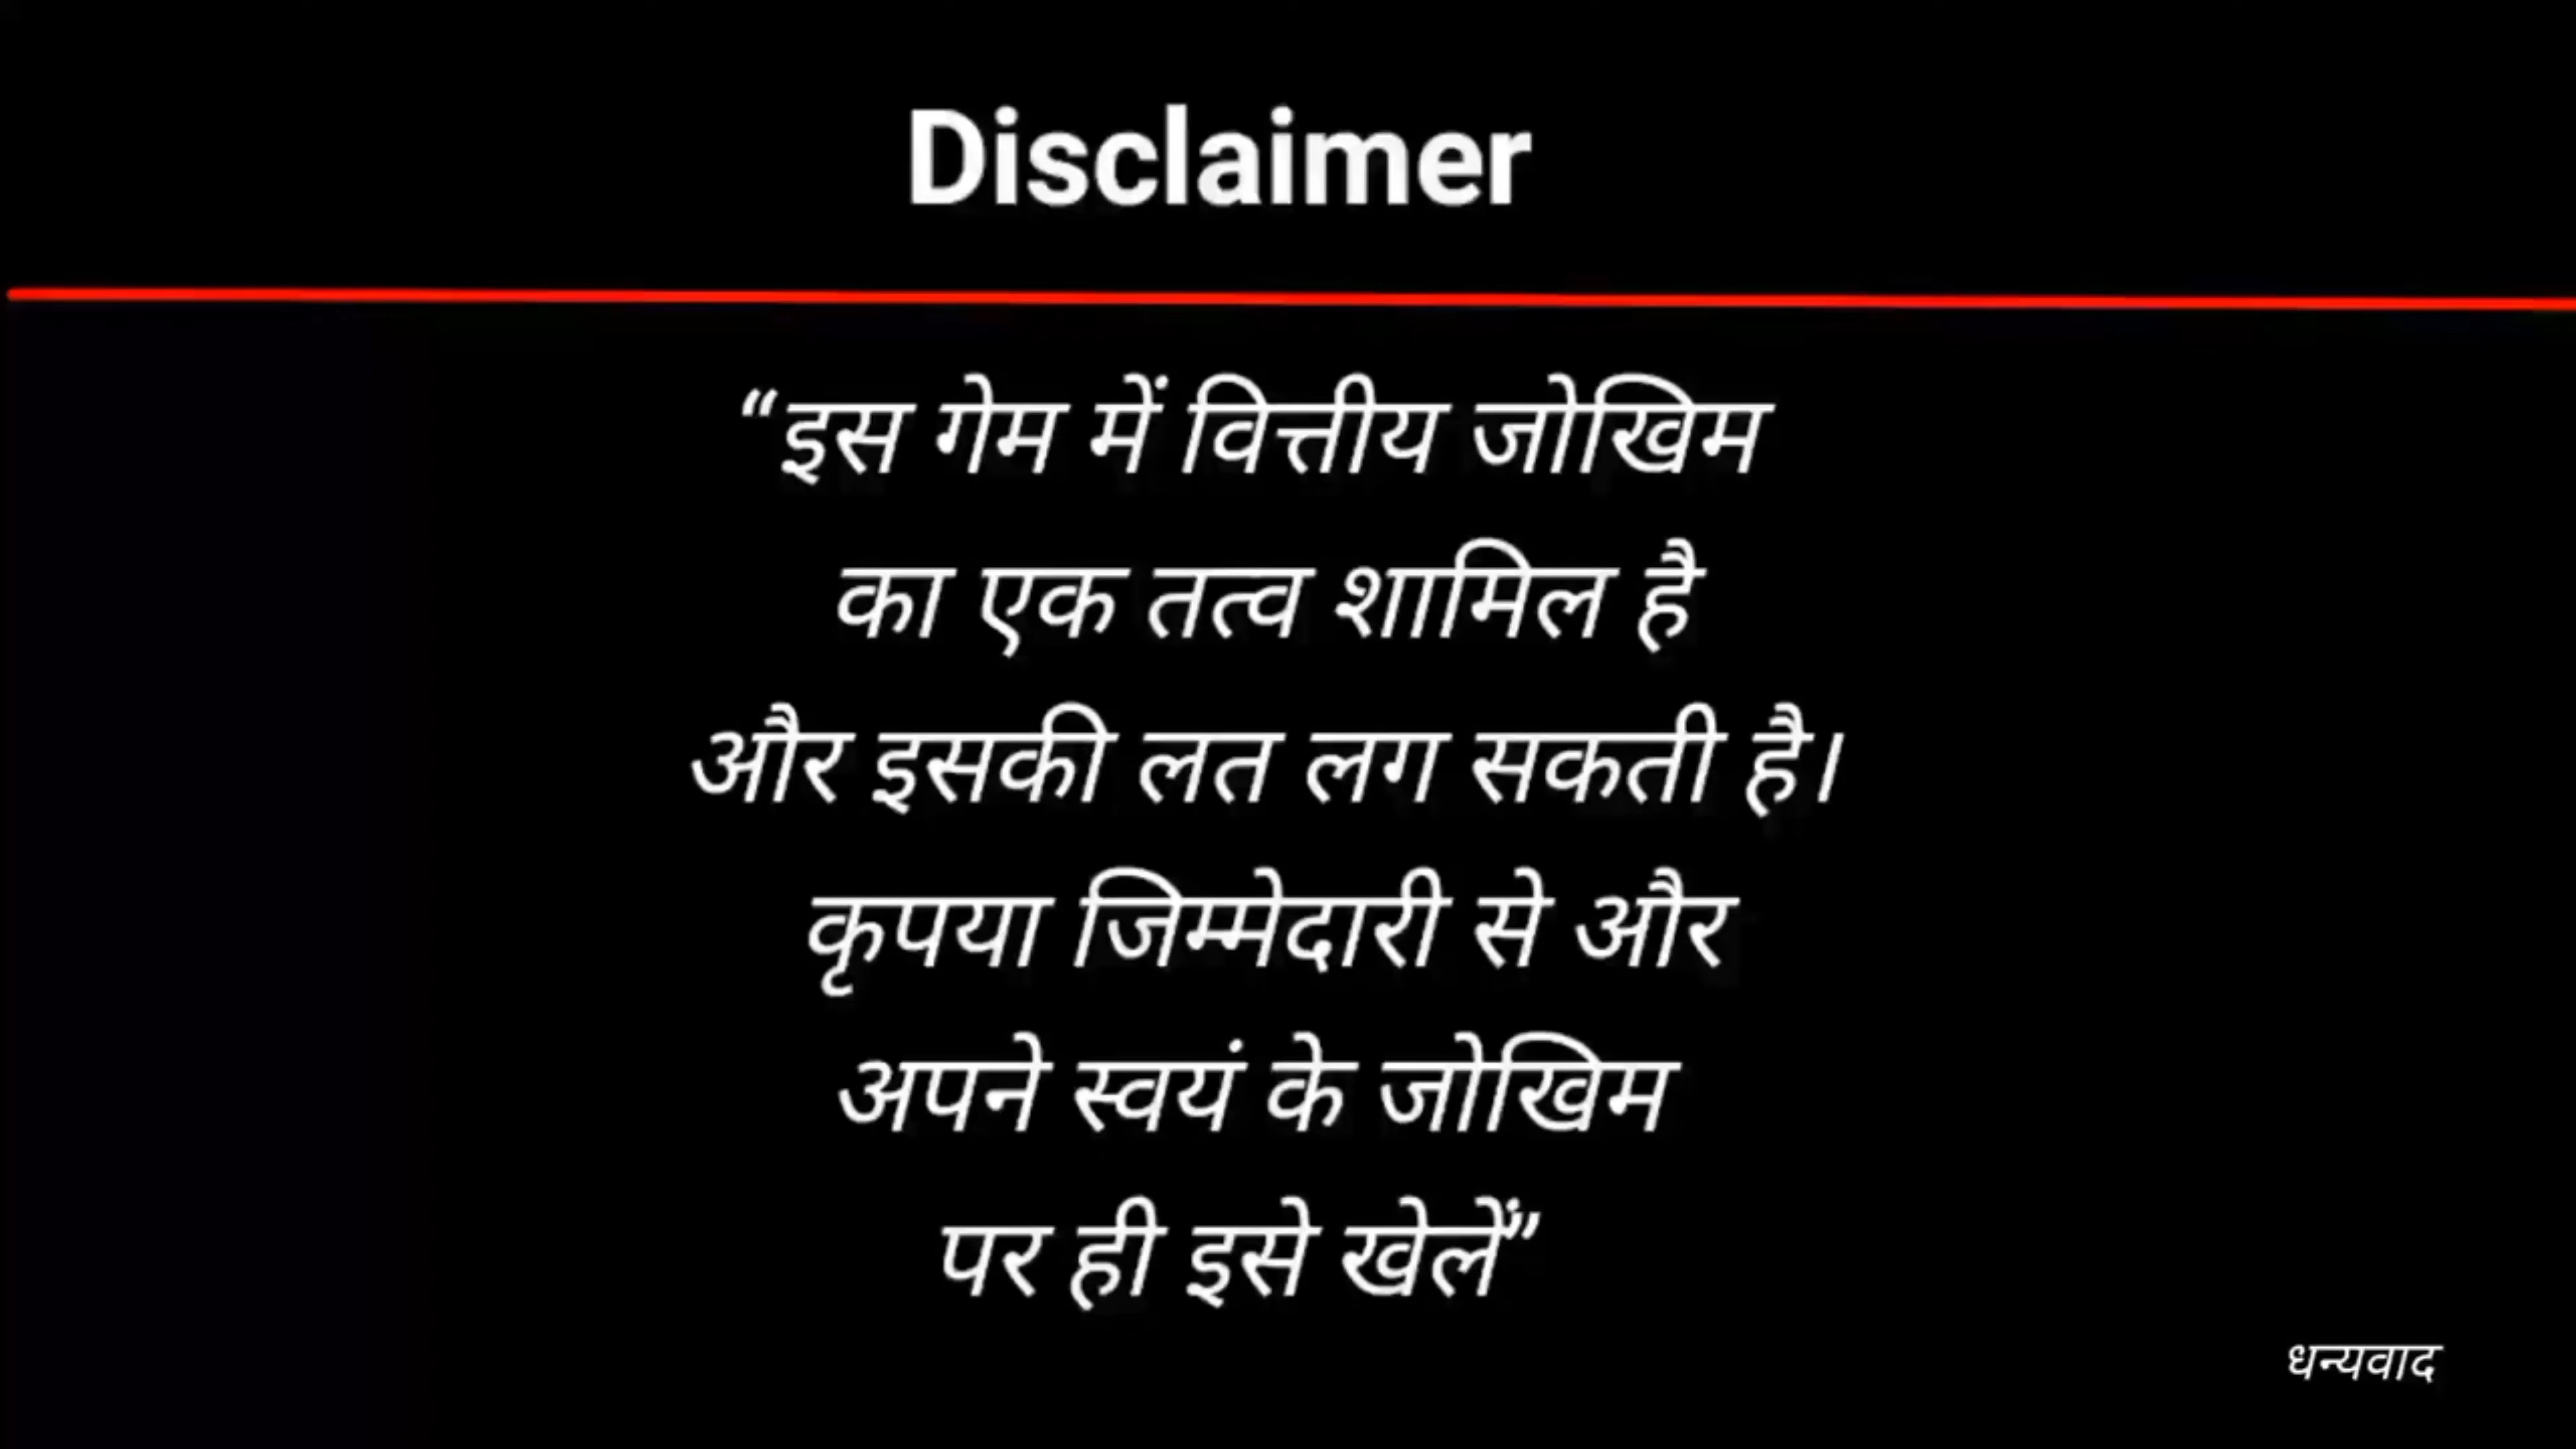 Disclaimer
“इस गेम में वित्तीय जोखिम
का एक तत्व शामिल है
और इसकी लत लग सकती है।
कृपया जिम्मेदारी से और
अपने स्वयं के जोखिम
पर ही इसे खेलें”
धन्यवाद